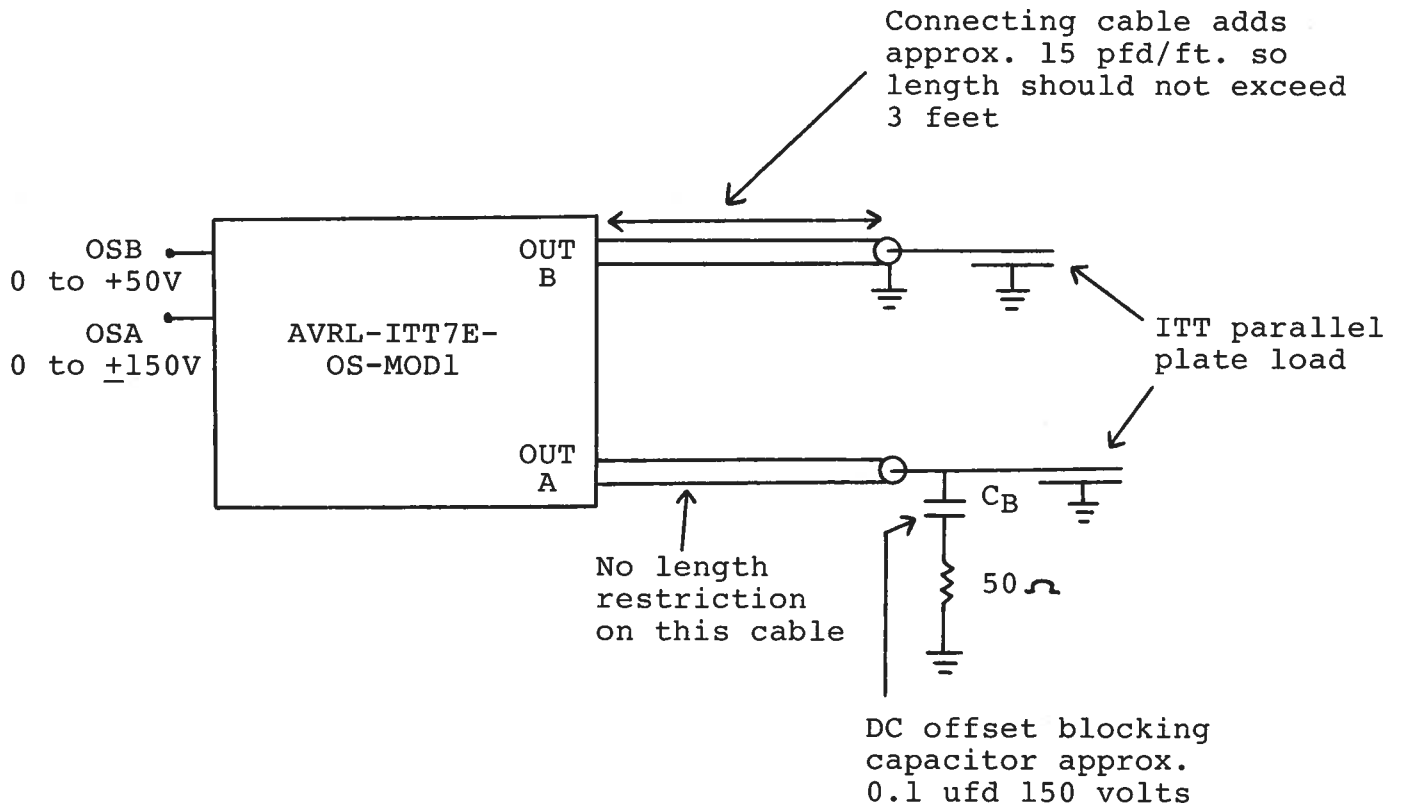 Connecting cable adds
approx. 15 pfd/ft. so
length should not exceed
3 feet
OSB
0 to +50V
OSA
0 to ±150V
AVRL-ITT7E-
OS-MOD1
OUT
B
OUT
A
ITT parallel
plate load
CB
50Ω
No length
restriction
on this cable
DC offset blocking
capacitor approx.
0.1 ufd 150 volts